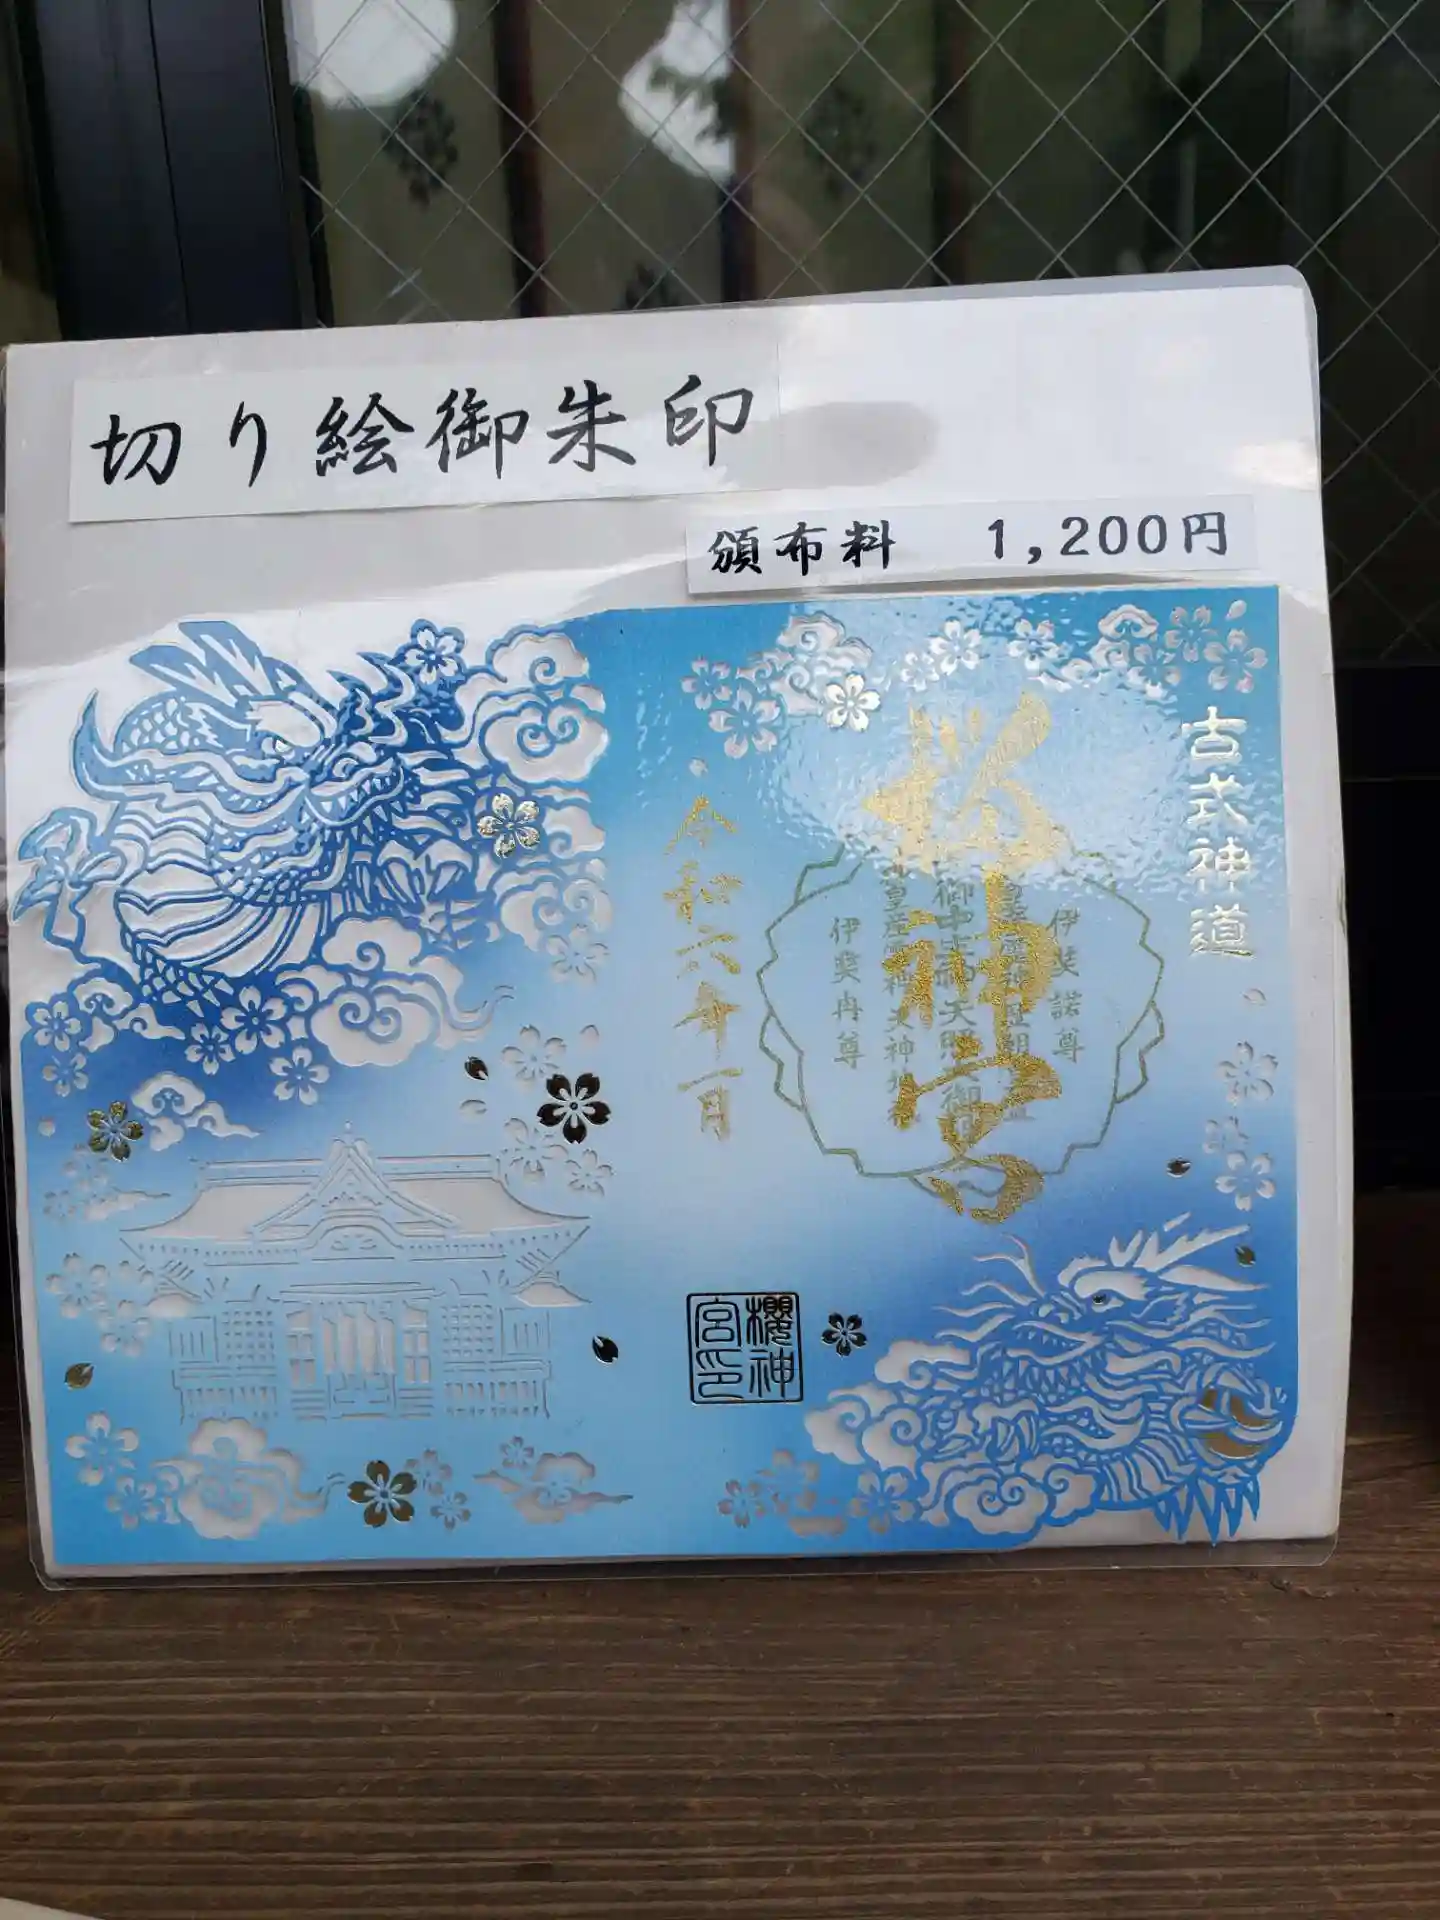 切り絵御朱印
頒布料　1,200円
古式神道
桜神宮
伊奘諾尊
伊奘冉尊
令和六年一月
櫻神
宮印